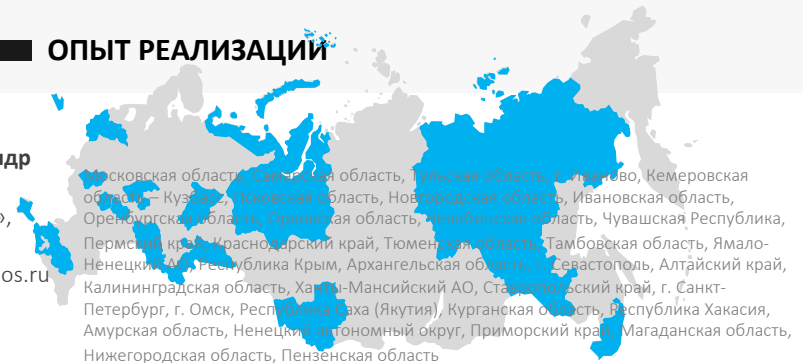 ОПЫТ РЕАЛИЗАЦИИ
ндр
»,
os.ru
Московская область, Самарская область, Тульская область, г. Иваново, Кемеровская
область – Кузбасс, Псковская область, Новгородская область, Ивановская область,
Оренбургская область, область, Челябинская область, Чувашская Республика,
Пермский край, Краснодарский край, Тюменская область, Тамбовская область, Ямало-
Ненецкий АО, Республика Крым, Архангельская область, г. Севастополь, Алтайский край,
Калининградская область, Ханты-Мансийский АО, Ставропольский край, г. Санкт-
Петербург, г. Омск, Республика Саха (Якутия), Курганская область, Республика Хакасия,
Амурская область, Ненецкий автономный округ, Приморский край, Магаданская область,
Нижегородская область, Пензенская область